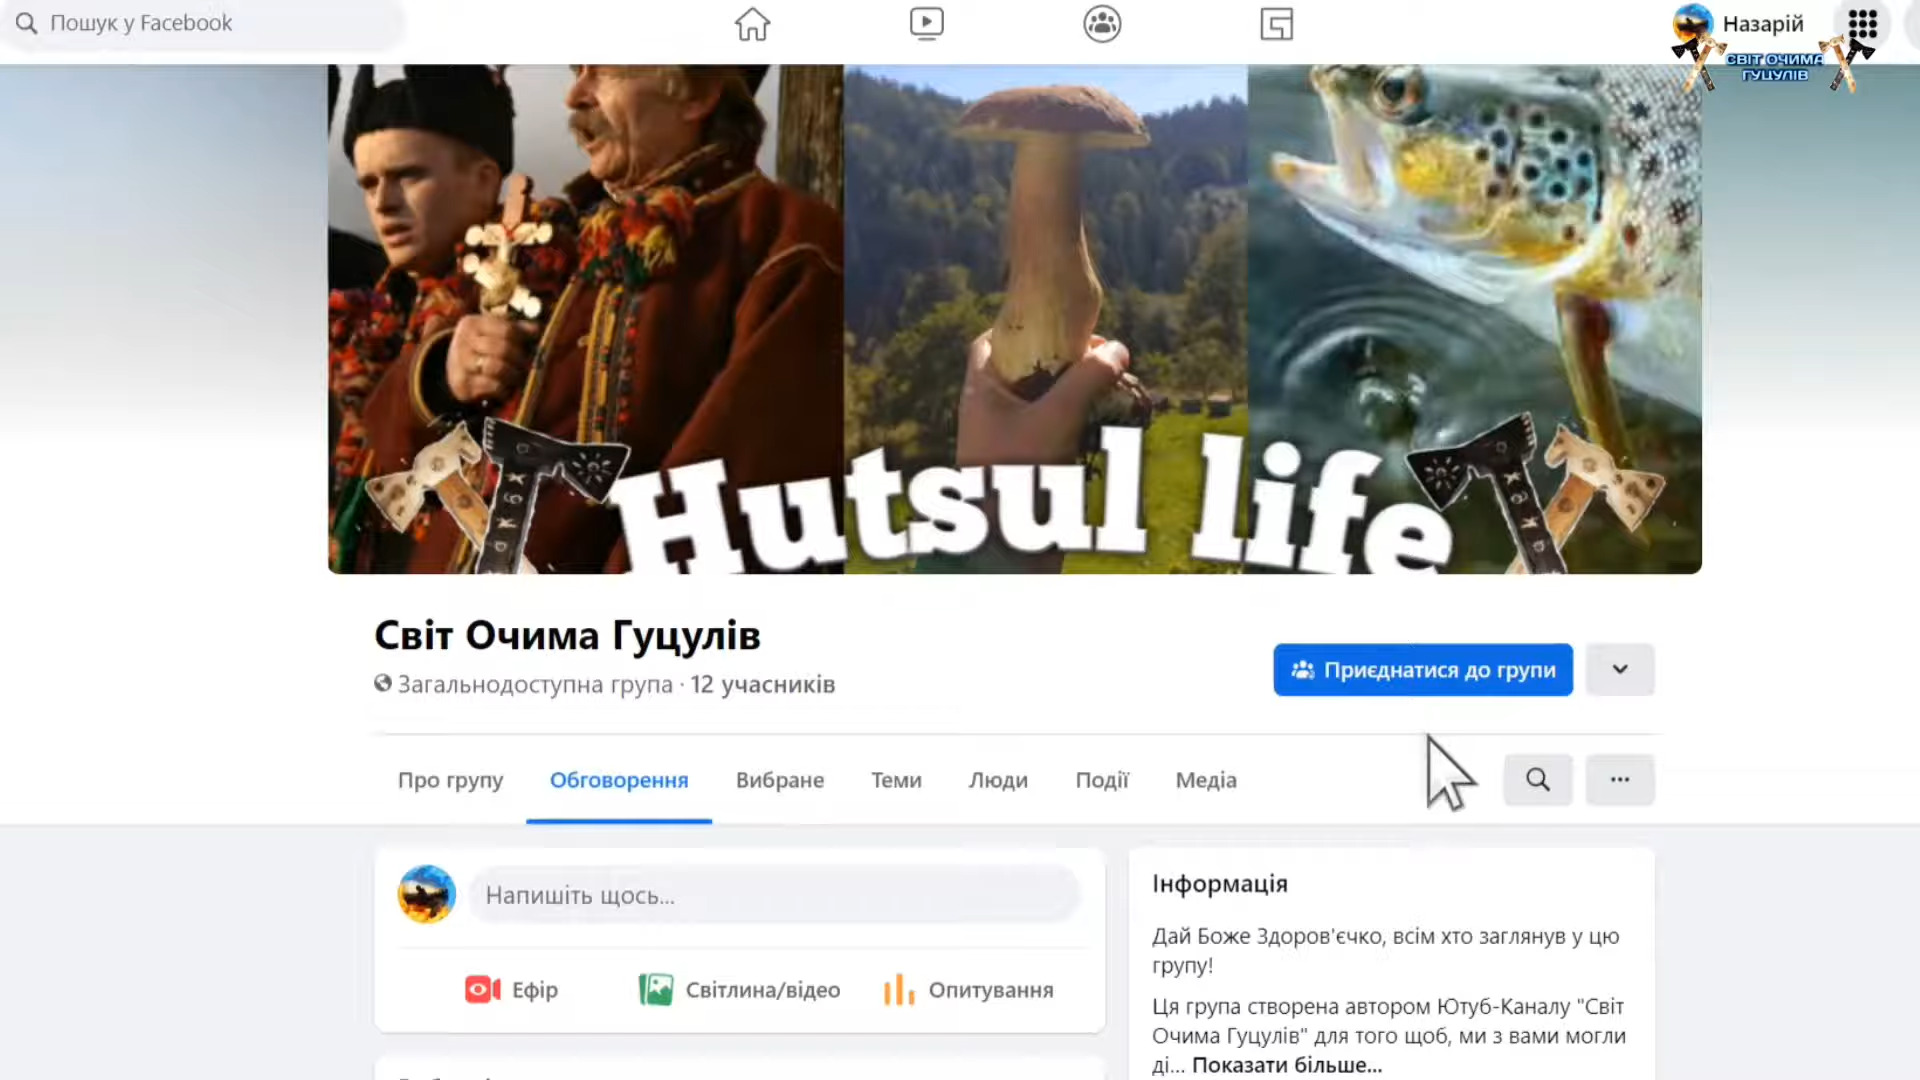 Пошук у Facebook
Назарій
СВІТ ОЧИМА
ГУЦУЛІВ
Hutsul life
Світ Очима Гуцулів
Загальнодоступна група · 12 учасників
Приєднатися до групи
Про групу
Обговорення
Вибране
Теми
Люди
Події
Медіа
Напишіть щось...
Ефір
Світлина/відео
Опитування
Інформація
Дай Боже Здоров'єчко, всім хто заглянув у цю
групу!
Ця група створена автором Ютуб-Каналу "Світ
Очима Гуцулів" для того щоб, ми з вами могли
ді... Показати більше...